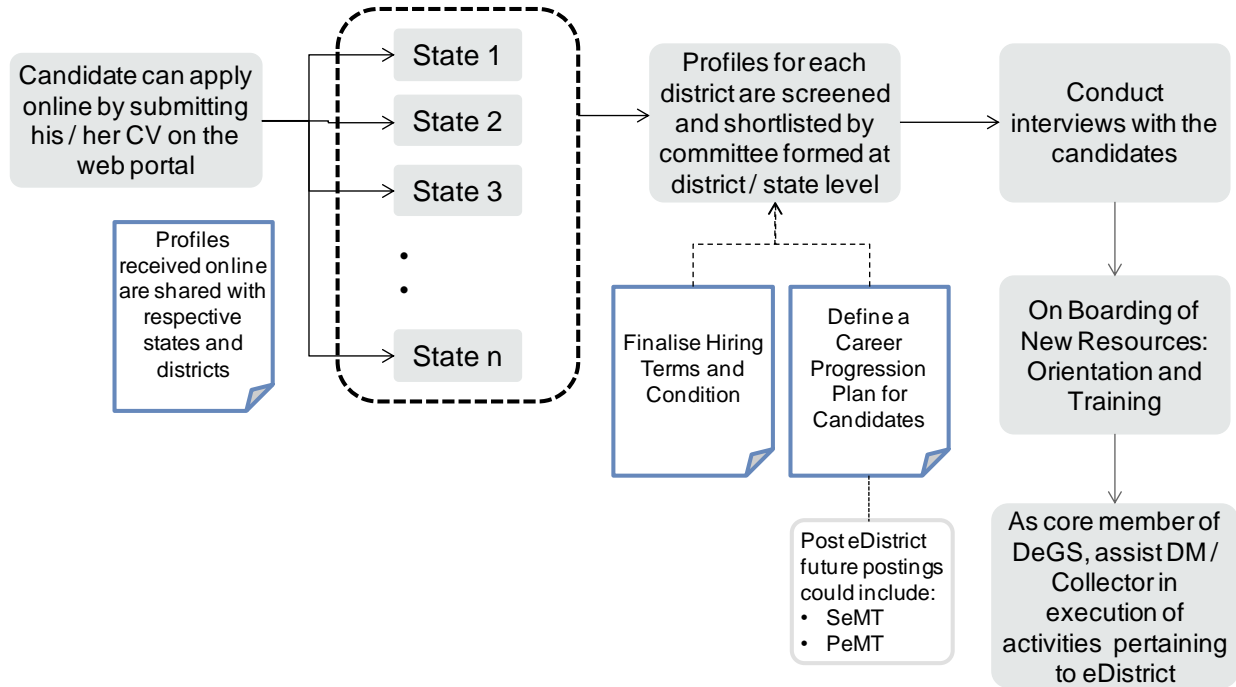 Candidate can apply
online by submitting
his / her CV on the
web portal
Profiles
received online
are shared with
respective
states and
districts
State 1
State 2
State 3
•
•
State n
Profiles for each
district are screened
and shortlisted by
committee formed at
district / state level
Finalise Hiring
Terms and
Condition
Define a
Career
Progression
Plan for
Candidates
Post eDistrict
future postings
could include:
• SeMT
• PeMT
Conduct
interviews with the
candidates
On Boarding of
New Resources:
Orientation and
Training
As core member of
DeGS, assist DM /
Collector in
execution of
activities pertaining
to eDistrict